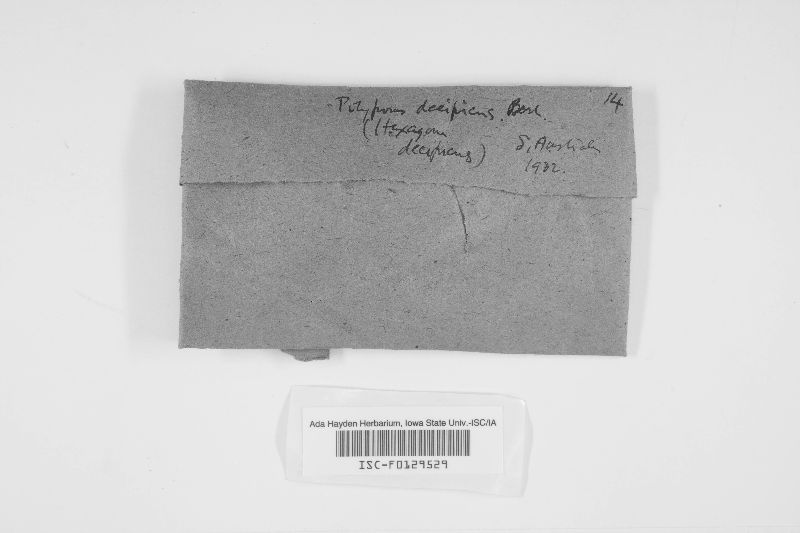 Polyporus decipiens. Berk. 14
(Hexagona
decipiens) S. Australia
1932.
Ada Hayden Herbarium, Iowa State Univ.-ISC/IA
ISC-F0129529